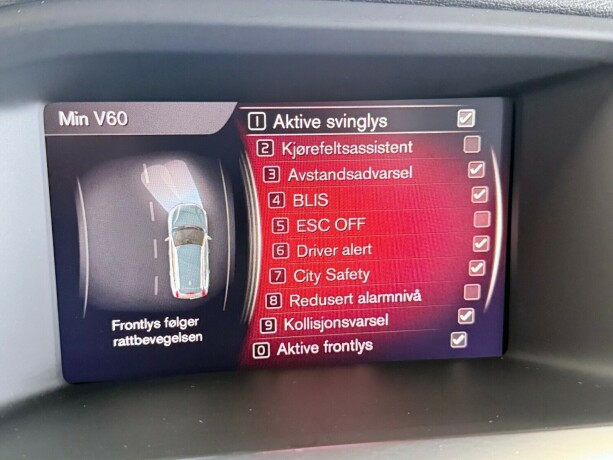 Min V60
1 Aktive svinglys
2 Kjørefeltsassistent
3 Avstandsadvarsel
4 BLIS
5 ESC OFF
6 Driver alert
7 City Safety
8 Redusert alarmnivå
9 Kollisjonsvarsel
0 Aktive frontlys
Frontlys følger
rattbevegelsen